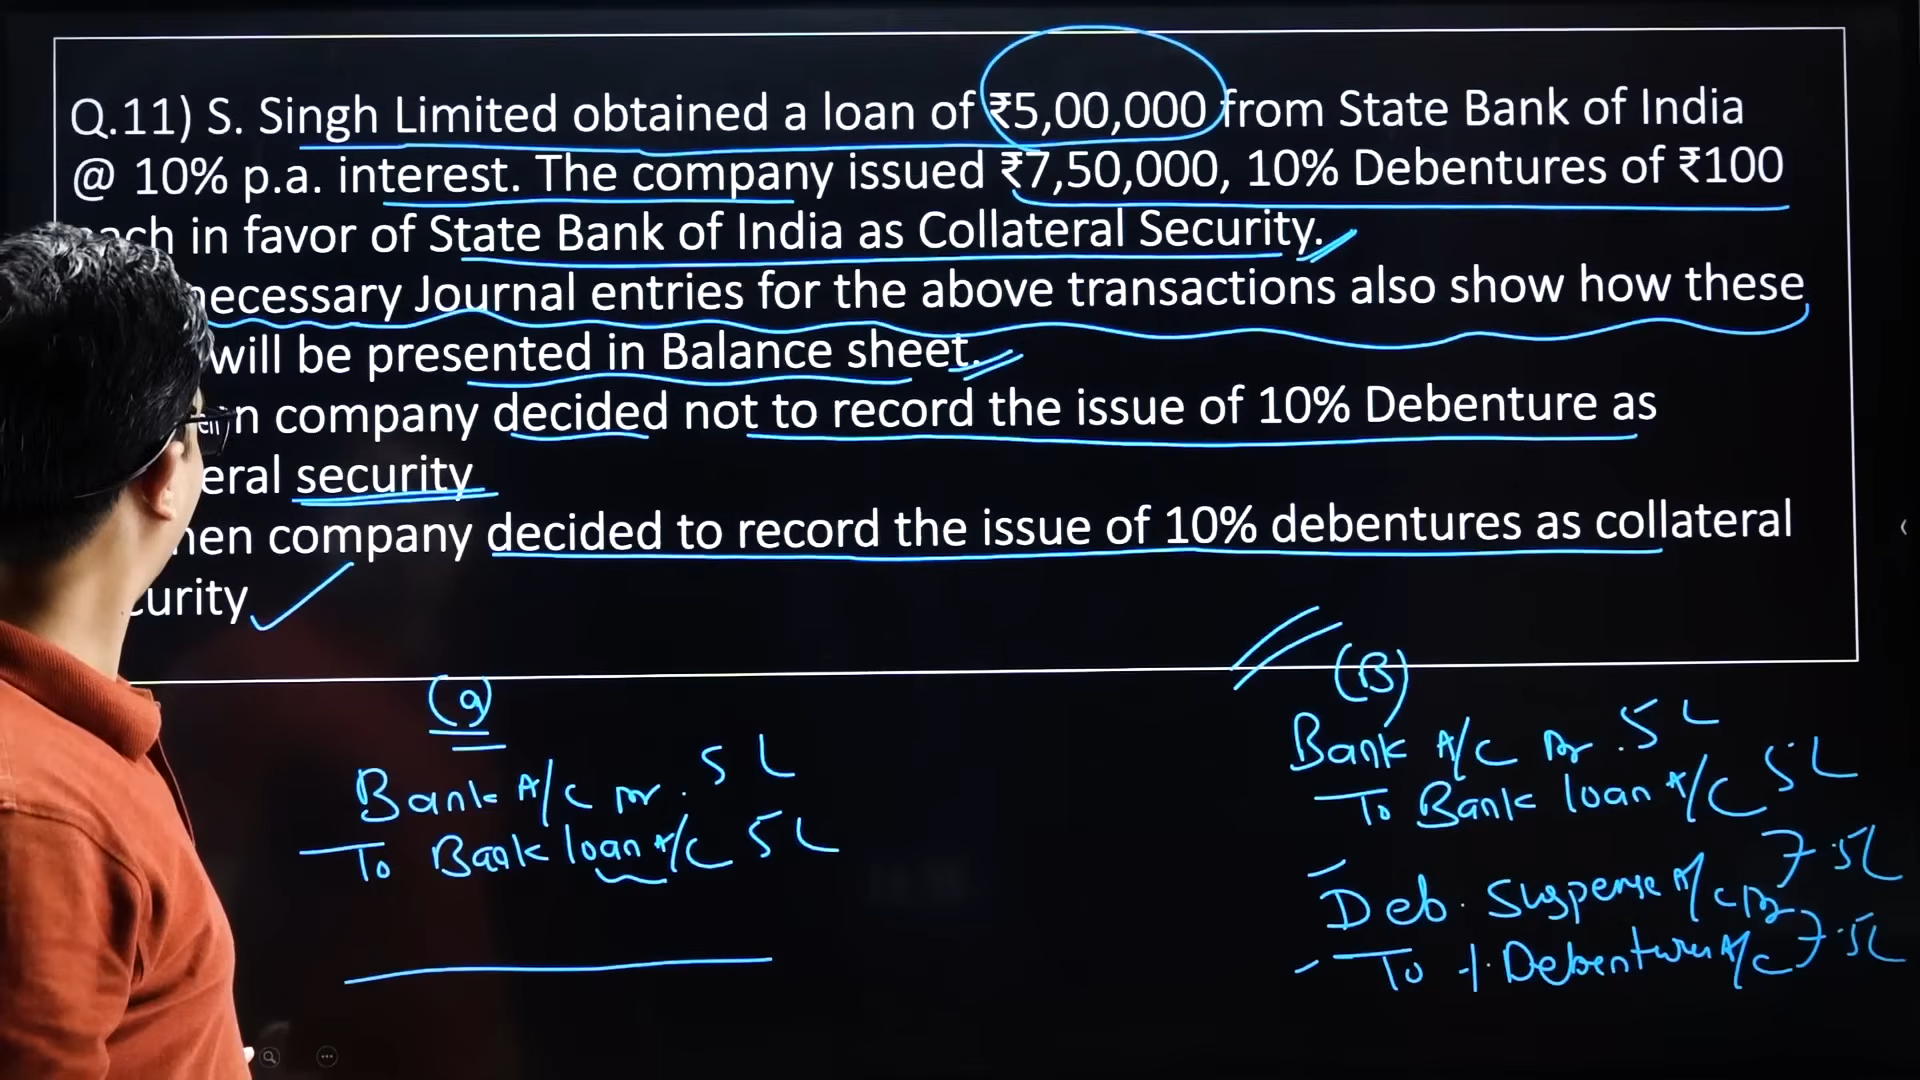 Q.11) S. Singh Limited obtained a loan of ₹5,00,000 from State Bank of India
@ 10% p.a. interest. The company issued ₹7,50,000, 10% Debentures of ₹100
in favor of State Bank of India as Collateral Security.
Journal entries for the above transactions also show how these
will be presented in Balance sheet.
company decided not to record the issue of 10% Debenture as
security
company decided to record the issue of 10% debentures as collateral
(a)
Bank A/C Dr. 5 L
To Bank loan A/C 5 L
(B)
Bank A/C Dr. 5 L
To Bank loan A/C 5 L
Deb. Suspense A/C Dr 7.5L
To Debentures A/C 7.5L